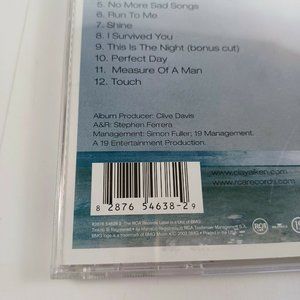 5. No More Sad Songs
6. Run To Me
7. Shine
8. I Survived You
9. This Is The Night (bonus cut)
10. Perfect Day
11. Measure Of A Man
12. Touch
Album Producer: Clive Davis
A&R: Stephen Ferrera
Management: Simon Fuller; 19 Management.
A 19 Entertainment Production.
www.clayaiken.com
www.rcarecords.com
8 2876 54638-2 9